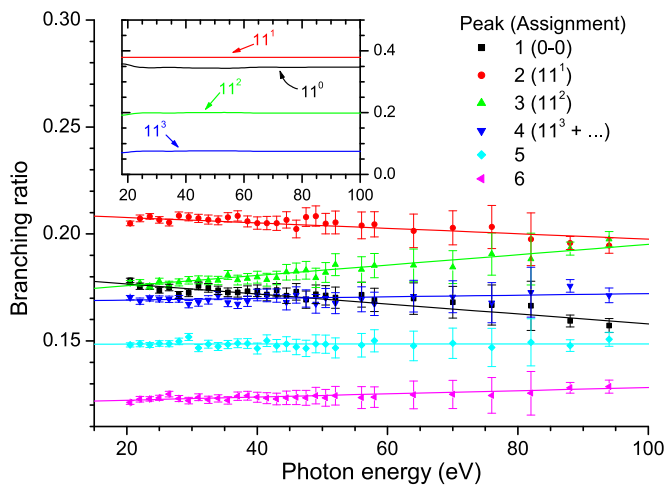 Peak (Assignment)
1 (0-0)
2 (11¹)
3 (11²)
4 (11³ + ...)
5
6
11¹
11⁰
11²
11³
0.4
0.2
0.0
20 40 60 80 100
0.30
0.25
0.20
0.15
Branching ratio
20 40 60 80 100
Photon energy (eV)